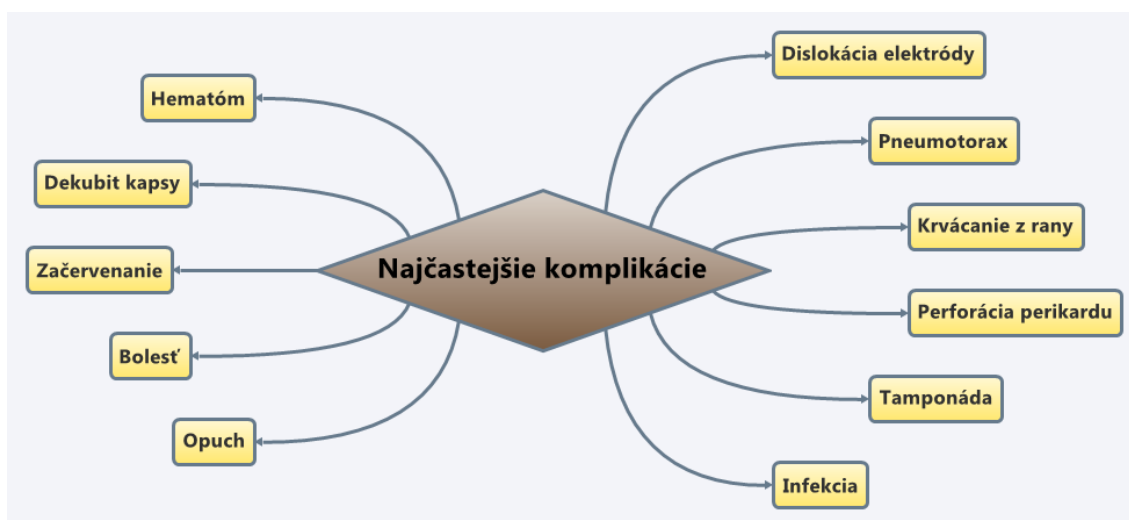 Najčastejšie komplikácie
Dislokácia elektródy
Pneumotorax
Krvácanie z rany
Perforácia perikardu
Tamponáda
Infekcia
Hematóm
Dekubit kapsy
Začervenanie
Bolesť
Opuch